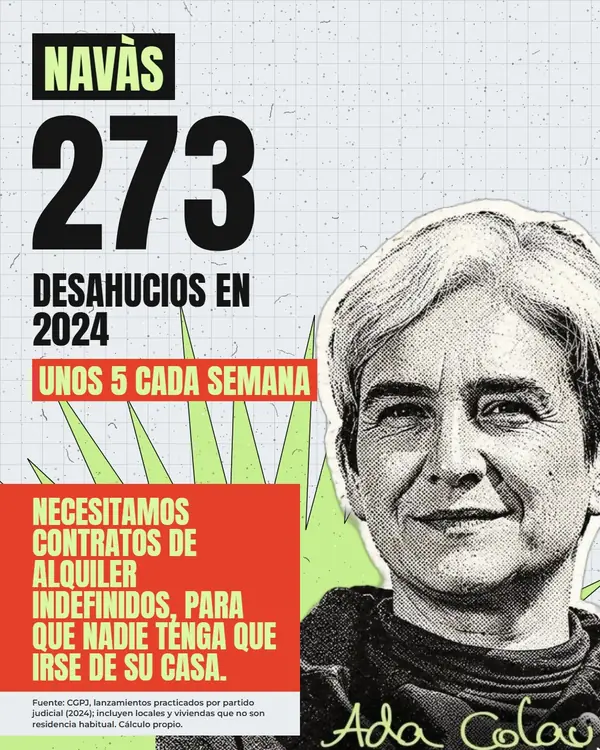 NAVÀS
273
DESAHUCIOS EN
2024
UNOS 5 CADA SEMANA
NECESITAMOS
CONTRATOS DE
ALQUILER
INDEFINIDOS, PARA
QUE NADIE TENGA QUE
IRSE DE SU CASA.
Fuente: CGPJ, lanzamientos practicados por partido
judicial (2024); incluyen locales y viviendas que no son
residencia habitual. Cálculo propio.
Ada Colau